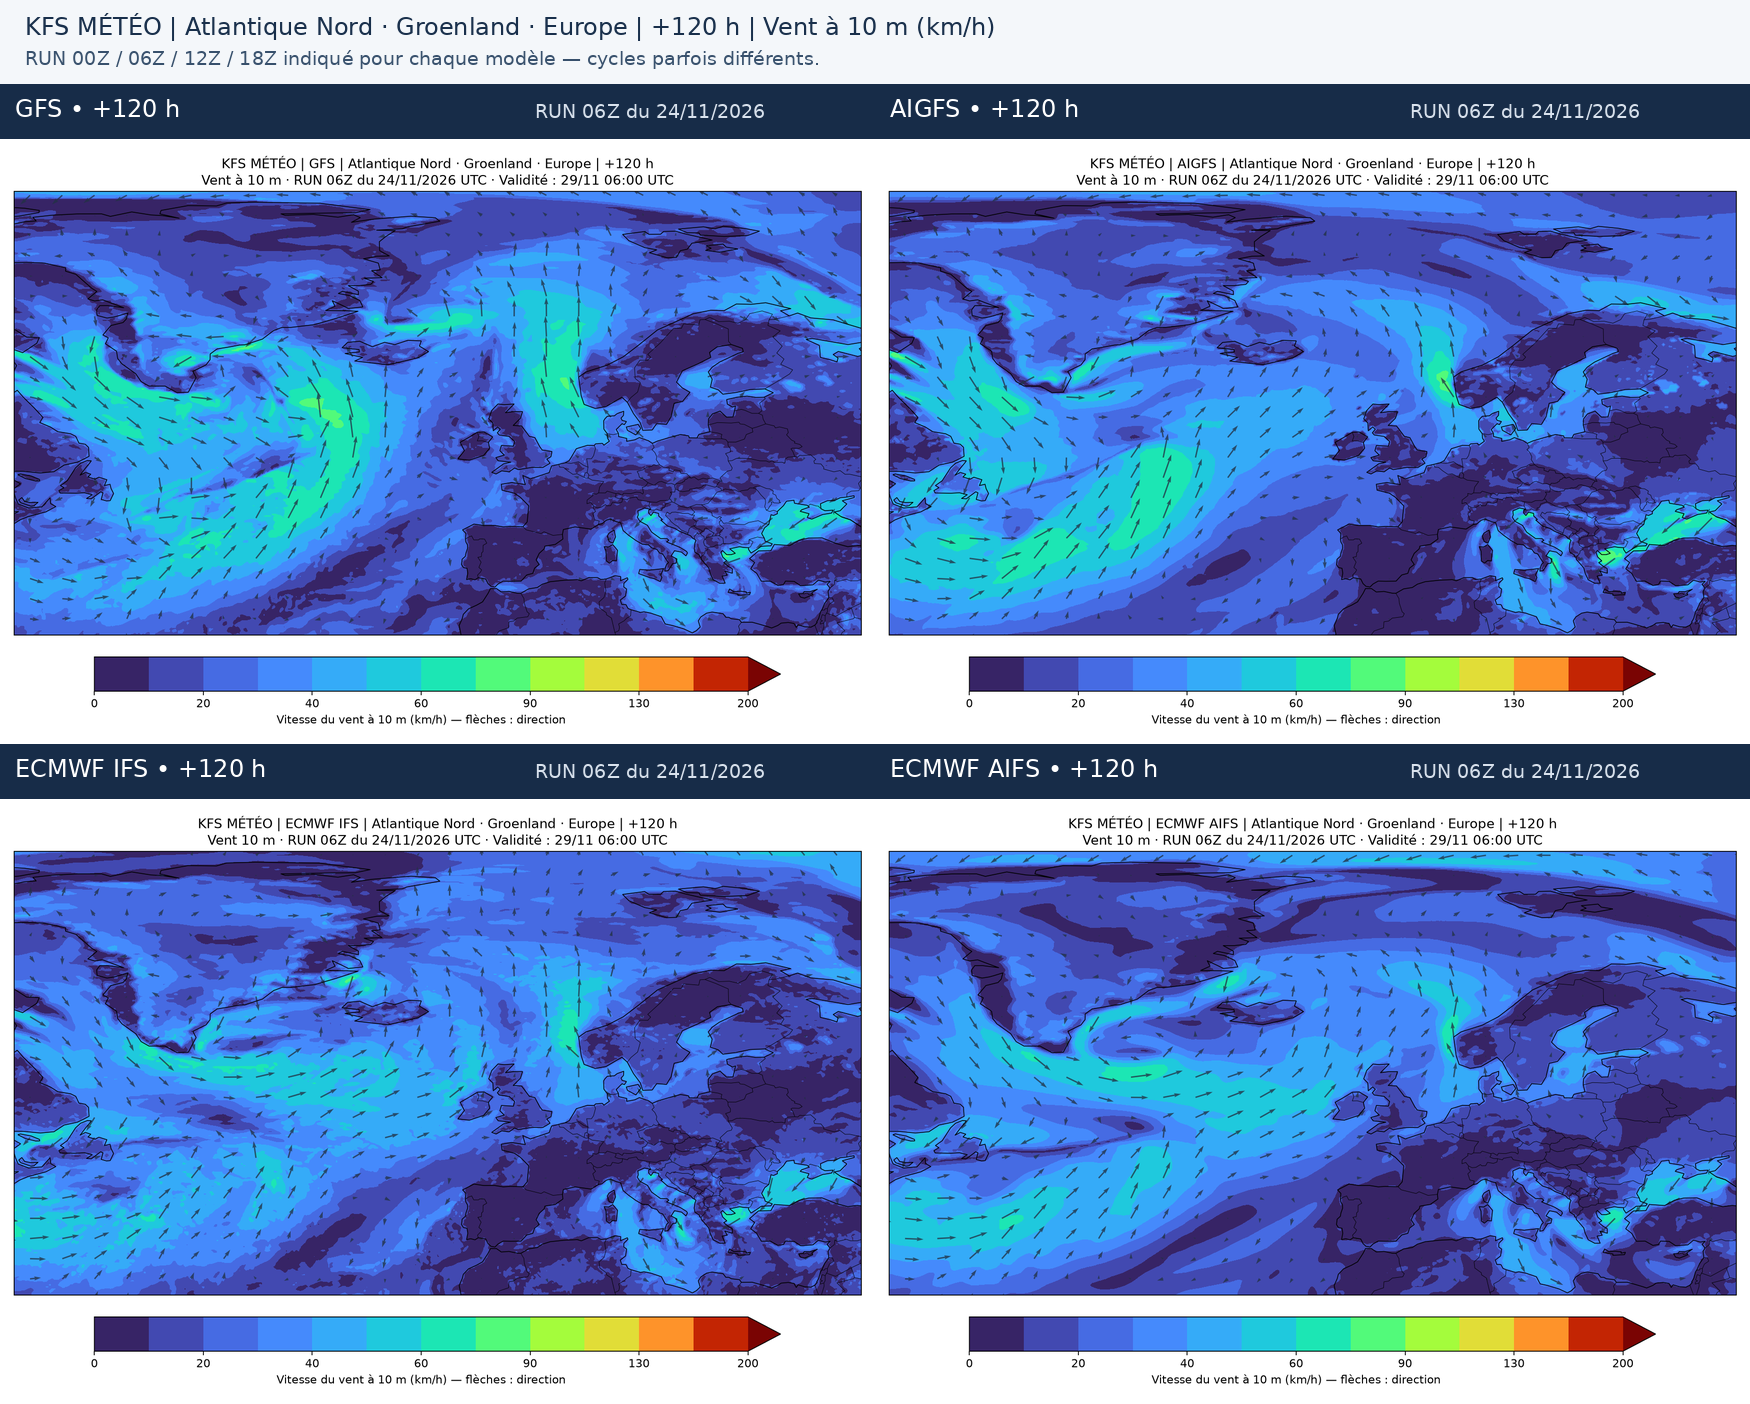 KFS MÉTÉO | Atlantique Nord · Groenland · Europe | +120 h | Vent à 10 m (km/h)
RUN 00Z / 06Z / 12Z / 18Z indiqué pour chaque modèle — cycles parfois différents.
GFS • +120 h RUN 06Z du 24/11/2026
KFS MÉTÉO | GFS | Atlantique Nord · Groenland · Europe | +120 h
Vent à 10 m · RUN 06Z du 24/11/2026 UTC · Validité : 29/11 06:00 UTC
0 20 40 60 90 130 200
Vitesse du vent à 10 m (km/h) — flèches : direction
AIGFS • +120 h RUN 06Z du 24/11/2026
KFS MÉTÉO | AIGFS | Atlantique Nord · Groenland · Europe | +120 h
Vent à 10 m · RUN 06Z du 24/11/2026 UTC · Validité : 29/11 06:00 UTC
0 20 40 60 90 130 200
Vitesse du vent à 10 m (km/h) — flèches : direction
ECMWF IFS • +120 h RUN 06Z du 24/11/2026
KFS MÉTÉO | ECMWF IFS | Atlantique Nord · Groenland · Europe | +120 h
Vent 10 m · RUN 06Z du 24/11/2026 UTC · Validité : 29/11 06:00 UTC
0 20 40 60 90 130 200
Vitesse du vent à 10 m (km/h) — flèches : direction
ECMWF AIFS • +120 h RUN 06Z du 24/11/2026
KFS MÉTÉO | ECMWF AIFS | Atlantique Nord · Groenland · Europe | +120 h
Vent 10 m · RUN 06Z du 24/11/2026 UTC · Validité : 29/11 06:00 UTC
0 20 40 60 90 130 200
Vitesse du vent à 10 m (km/h) — flèches : direction